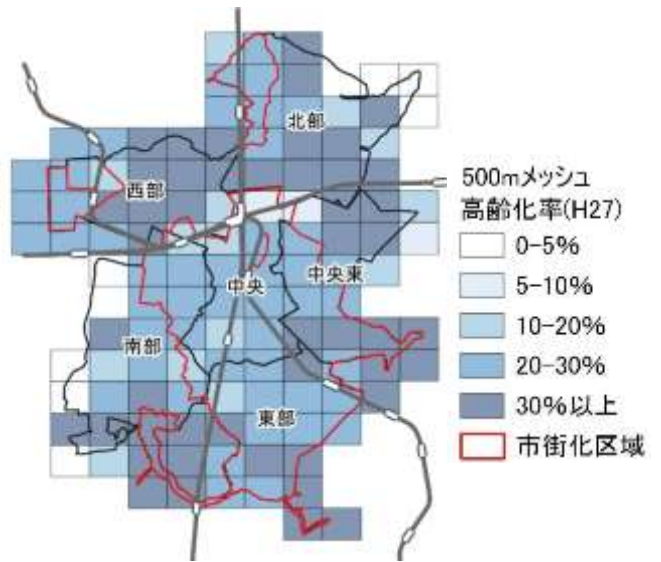 北部
西部
中央
中央東
南部
東部
500mメッシュ
高齢化率(H27)
0-5%
5-10%
10-20%
20-30%
30%以上
市街化区域